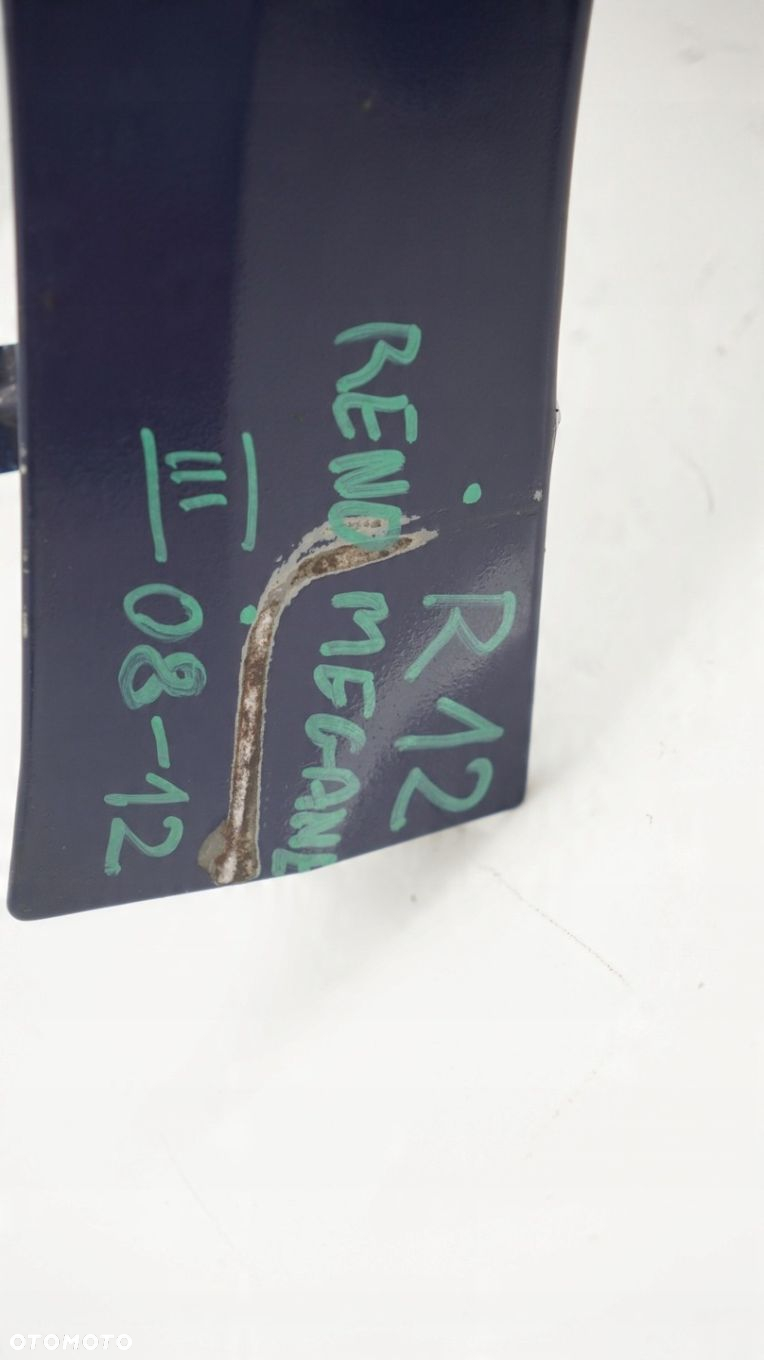 R12
RENO MEGANE
III 08-12
OTOMOTO